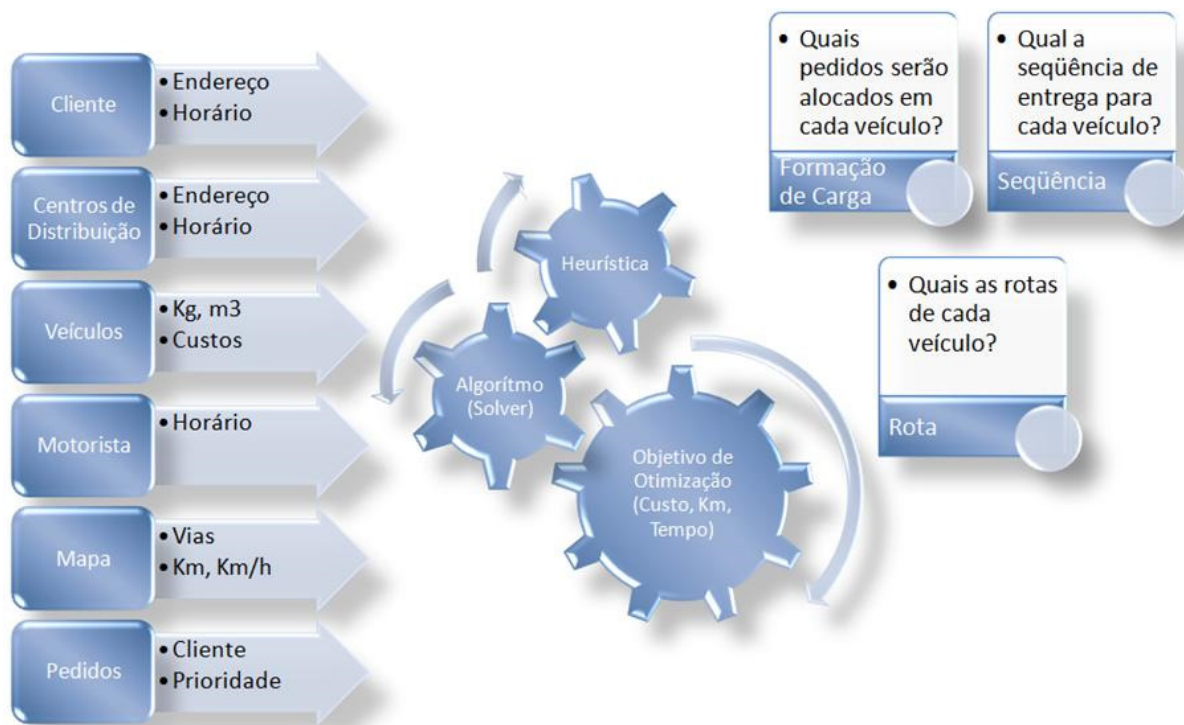 Cliente
• Endereço
• Horário
Centros de
Distribuição
• Endereço
• Horário
Veículos
• Kg, m3
• Custos
Motorista
• Horário
Mapa
• Vias
• Km, Km/h
Pedidos
• Cliente
• Prioridade
Heurística
Algorítmo
(Solver)
Objetivo de
Otimização
(Custo, Km,
Tempo)
• Quais
pedidos serão
alocados em
cada veículo?
Formação
de Carga
• Qual a
seqüência de
entrega para
cada veículo?
Seqüência
• Quais as rotas
de cada
veículo?
Rota